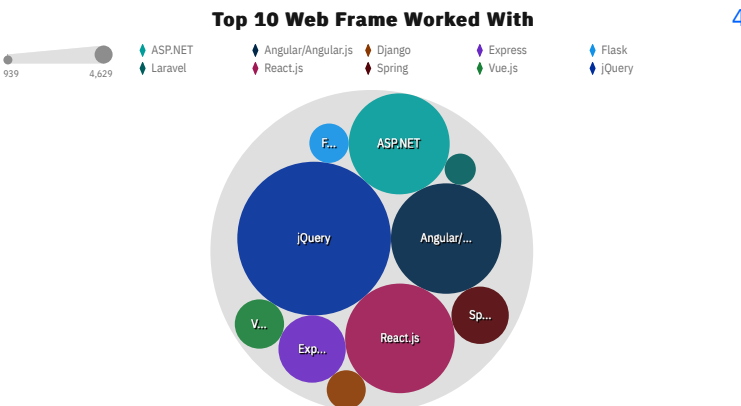 Top 10 Web Frame Worked With
4
ASP.NET Angular/Angular.js Django Express Flask
939 4,629
Laravel React.js Spring Vue.js jQuery
F... ASP.NET
jQuery Angular/...
Sp...
V... React.js
Exp...